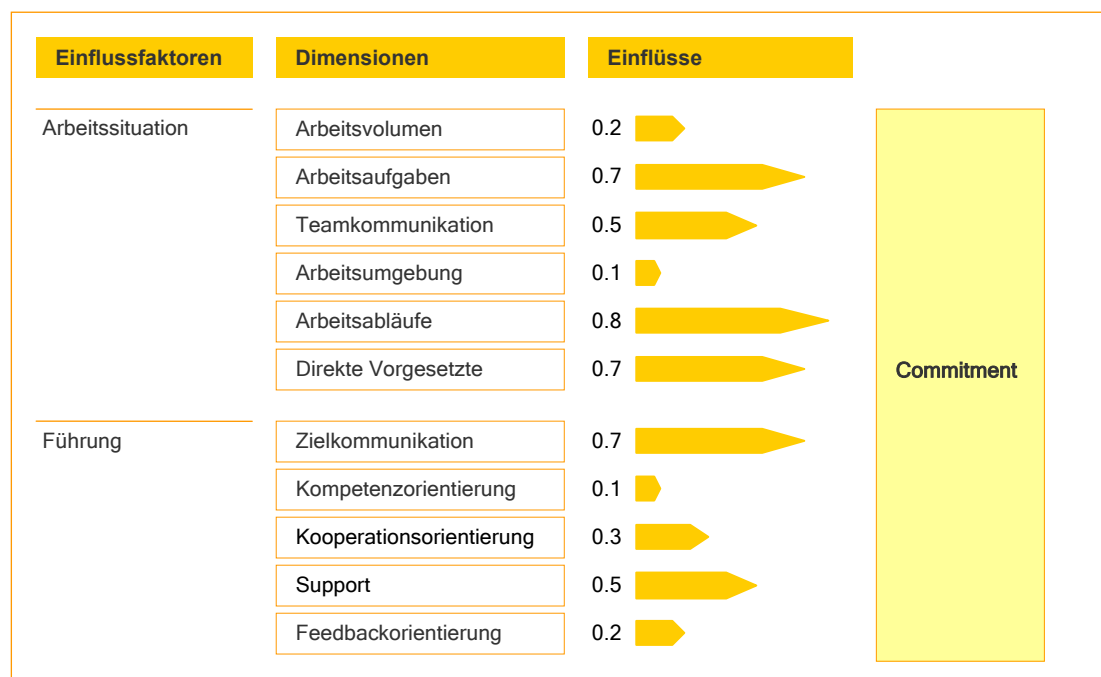 Einflussfaktoren Dimensionen Einflüsse
Arbeitssituation Arbeitsvolumen 0.2
Arbeitsaufgaben 0.7
Teamkommunikation 0.5
Arbeitsumgebung 0.1
Arbeitsabläufe 0.8
Direkte Vorgesetzte 0.7
Commitment
Führung Zielkommunikation 0.7
Kompetenzorientierung 0.1
Kooperationsorientierung 0.3
Support 0.5
Feedbackorientierung 0.2